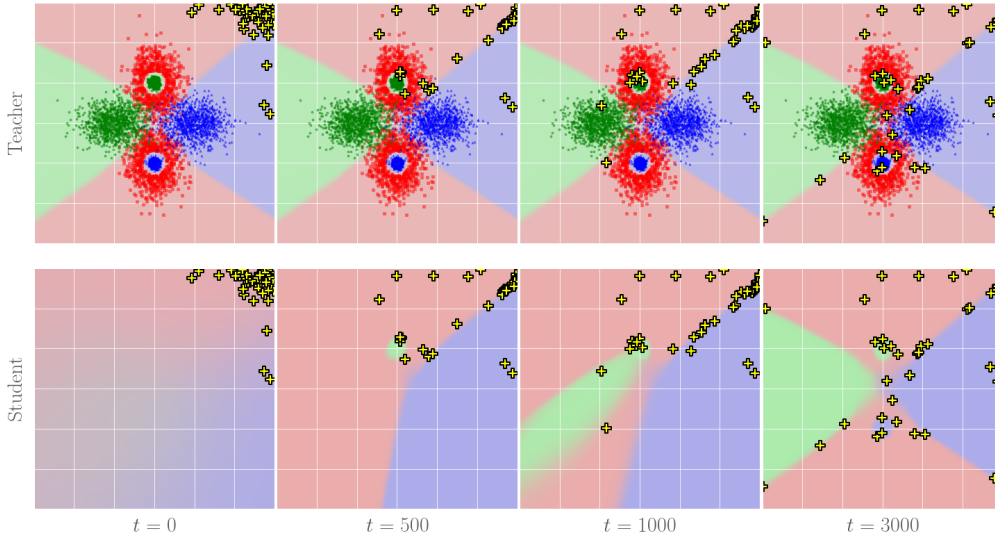 Teacher
Student
t = 0
t = 500
t = 1000
t = 3000